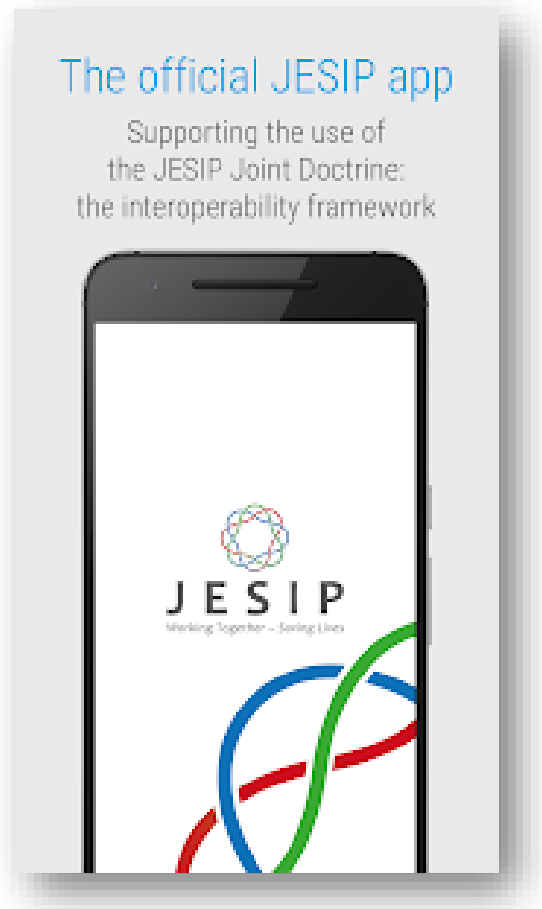 The official JESIP app
Supporting the use of
the JESIP Joint Doctrine:
the interoperability framework
JESIP
Working Together – Saving Lives